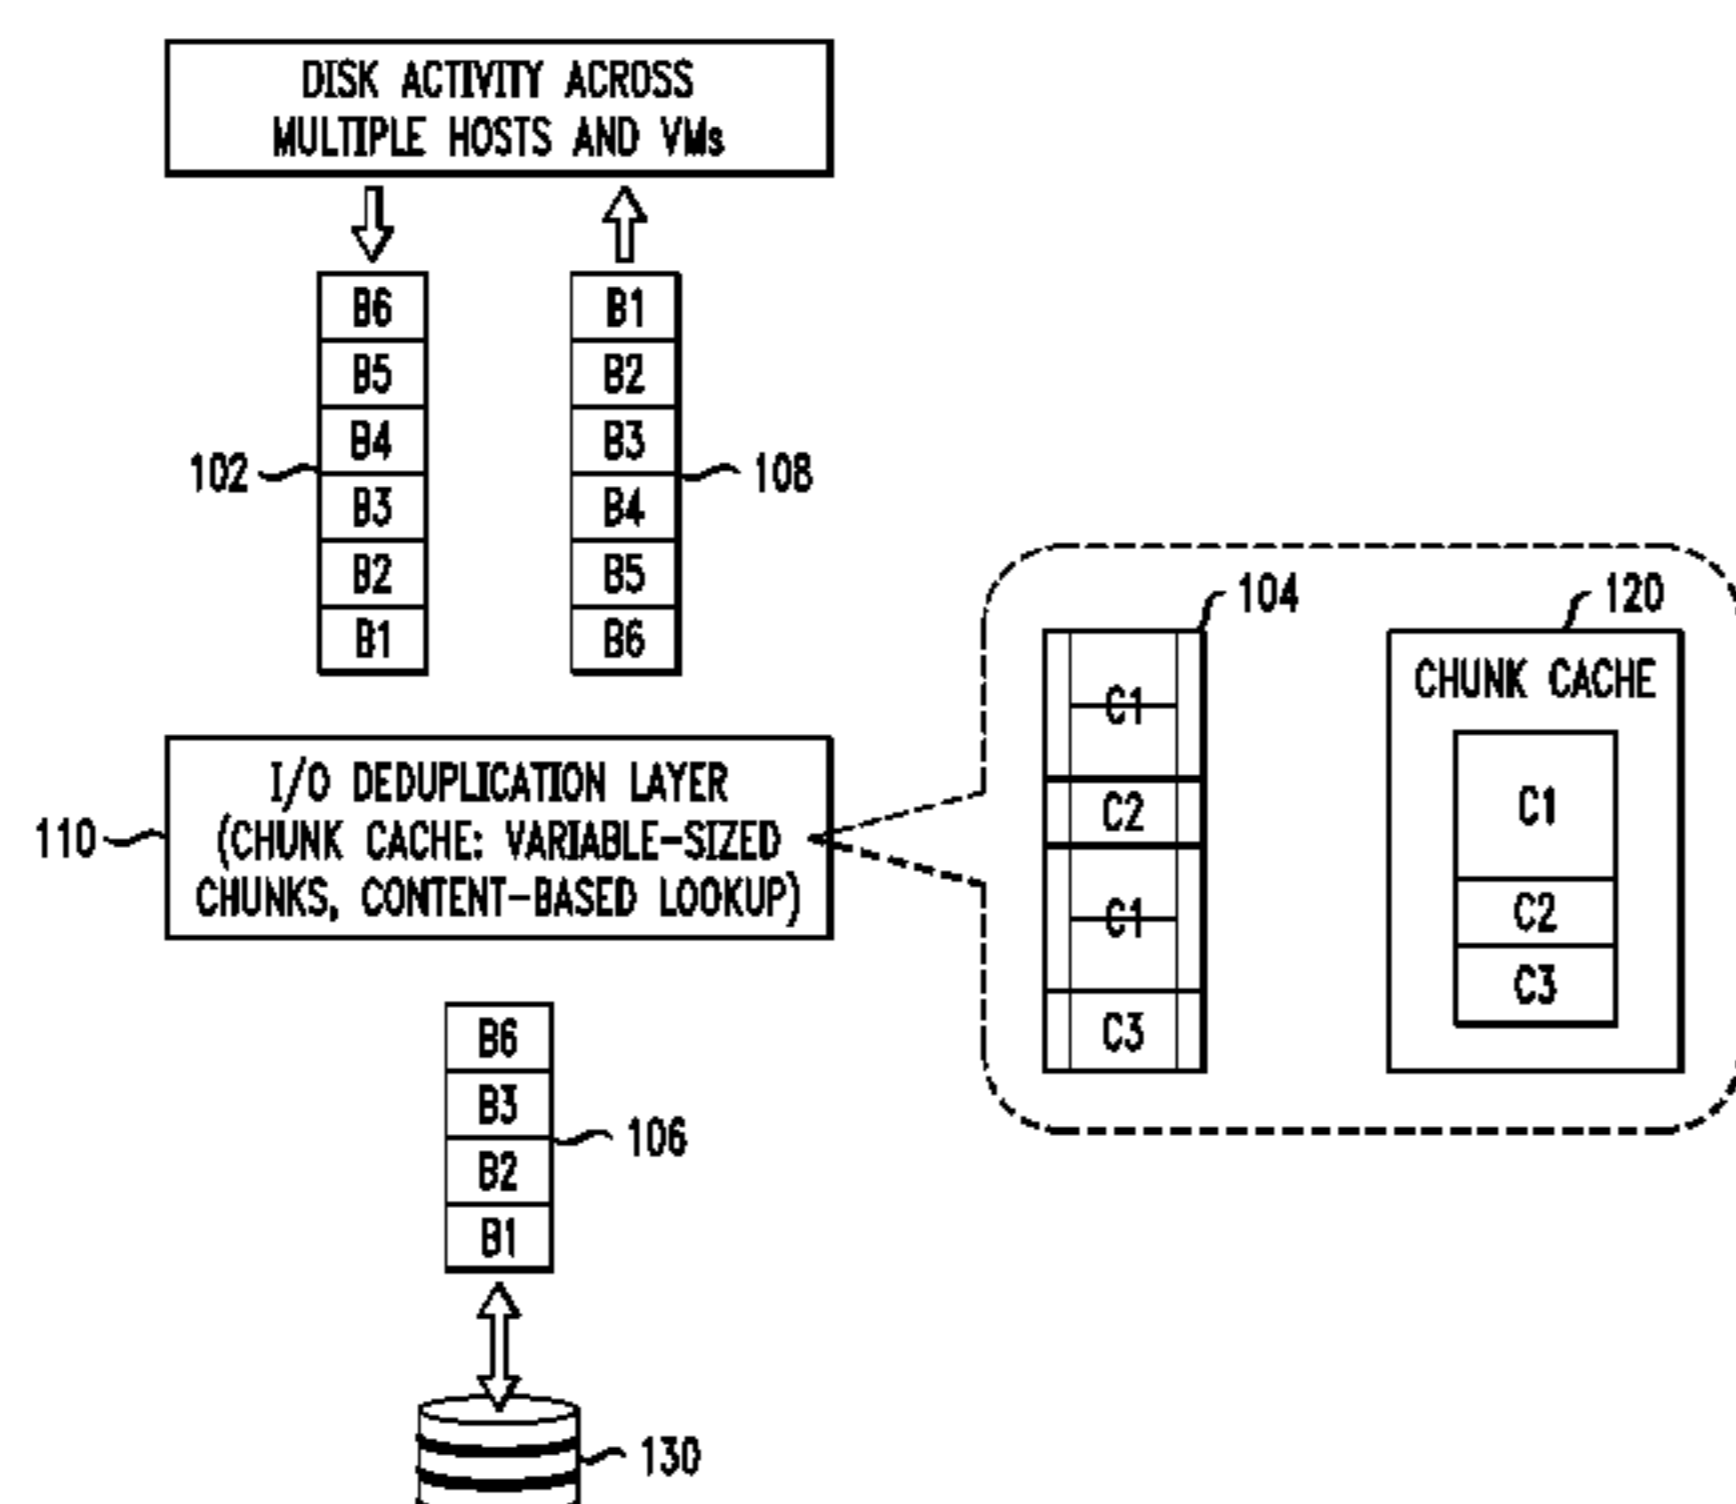 DISK ACTIVITY ACROSS
MULTIPLE HOSTS AND VMs
B6
B5
B4
B3
B2
B1
102
B1
B2
B3
B4
B5
B6
108
110
I/O DEDUPLICATION LAYER
(CHUNK CACHE: VARIABLE-SIZED
CHUNKS, CONTENT-BASED LOOKUP)
104
C1
C2
C1
C3
120
CHUNK CACHE
C1
C2
C3
B6
B3
B2
B1
106
130